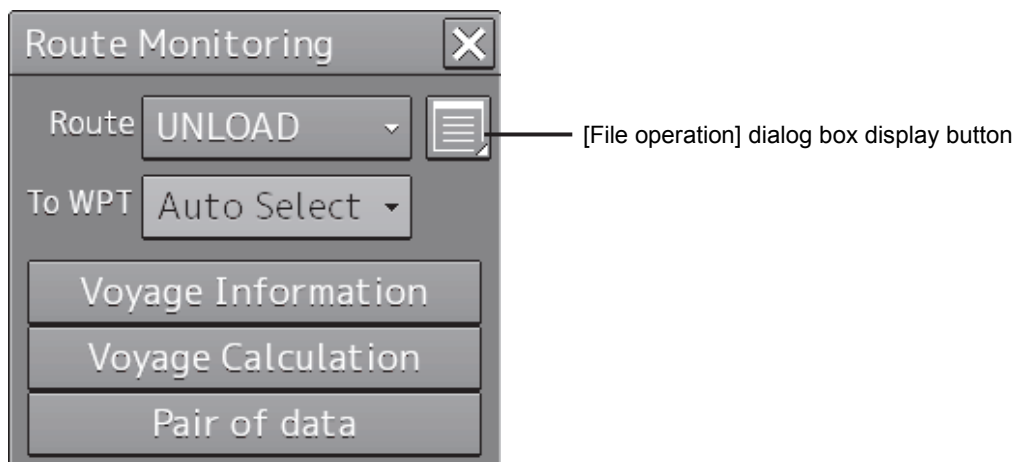 Route Monitoring
Route UNLOAD
[File operation] dialog box display button
To WPT Auto Select
Voyage Information
Voyage Calculation
Pair of data